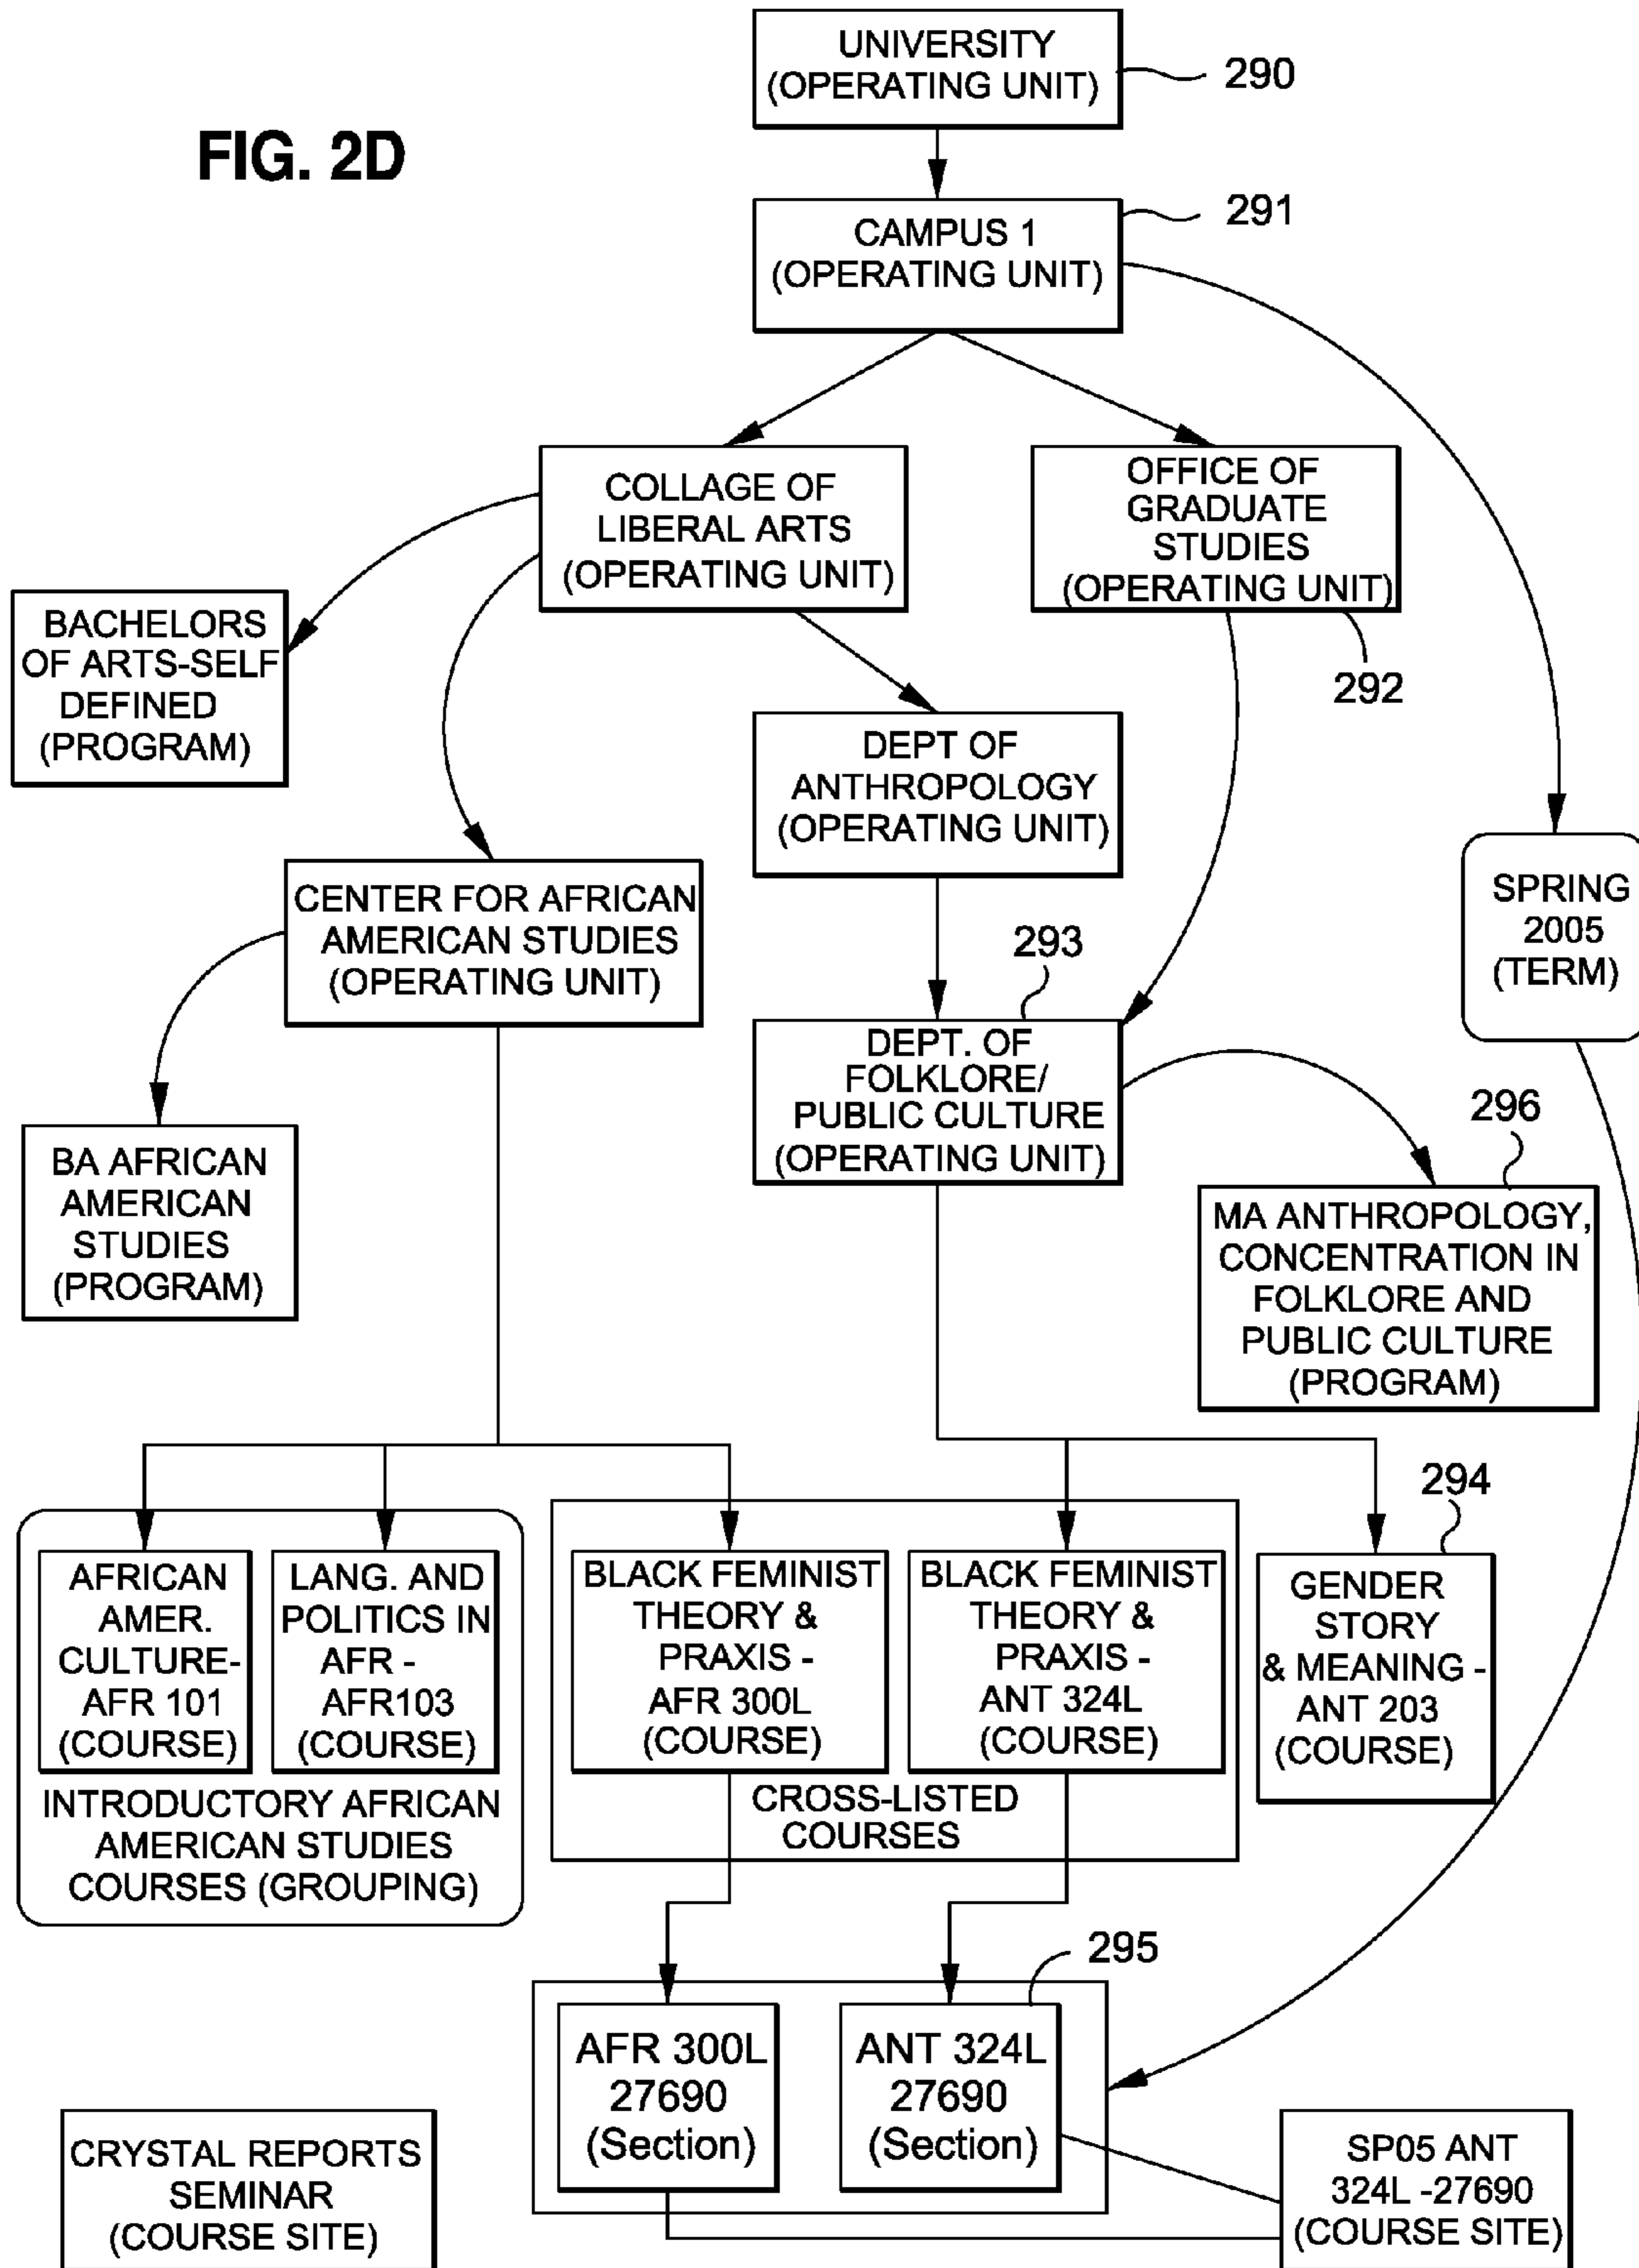 FIG. 2D
UNIVERSITY
(OPERATING UNIT)
290
CAMPUS 1
(OPERATING UNIT)
291
COLLAGE OF
LIBERAL ARTS
(OPERATING UNIT)
OFFICE OF
GRADUATE
STUDIES
(OPERATING UNIT)
292
BACHELORS
OF ARTS-SELF
DEFINED
(PROGRAM)
DEPT OF
ANTHROPOLOGY
(OPERATING UNIT)
CENTER FOR AFRICAN
AMERICAN STUDIES
(OPERATING UNIT)
SPRING
2005
(TERM)
293
DEPT. OF
FOLKLORE/
PUBLIC CULTURE
(OPERATING UNIT)
BA AFRICAN
AMERICAN
STUDIES
(PROGRAM)
296
MA ANTHROPOLOGY,
CONCENTRATION IN
FOLKLORE AND
PUBLIC CULTURE
(PROGRAM)
AFRICAN
AMER.
CULTURE-
AFR 101
(COURSE)
LANG. AND
POLITICS IN
AFR -
AFR103
(COURSE)
INTRODUCTORY AFRICAN
AMERICAN STUDIES
COURSES (GROUPING)
BLACK FEMINIST
THEORY &
PRAXIS -
AFR 300L
(COURSE)
BLACK FEMINIST
THEORY &
PRAXIS -
ANT 324L
(COURSE)
CROSS-LISTED
COURSES
294
GENDER
STORY
& MEANING -
ANT 203
(COURSE)
295
AFR 300L
27690
(Section)
ANT 324L
27690
(Section)
CRYSTAL REPORTS
SEMINAR
(COURSE SITE)
SP05 ANT
324L -27690
(COURSE SITE)